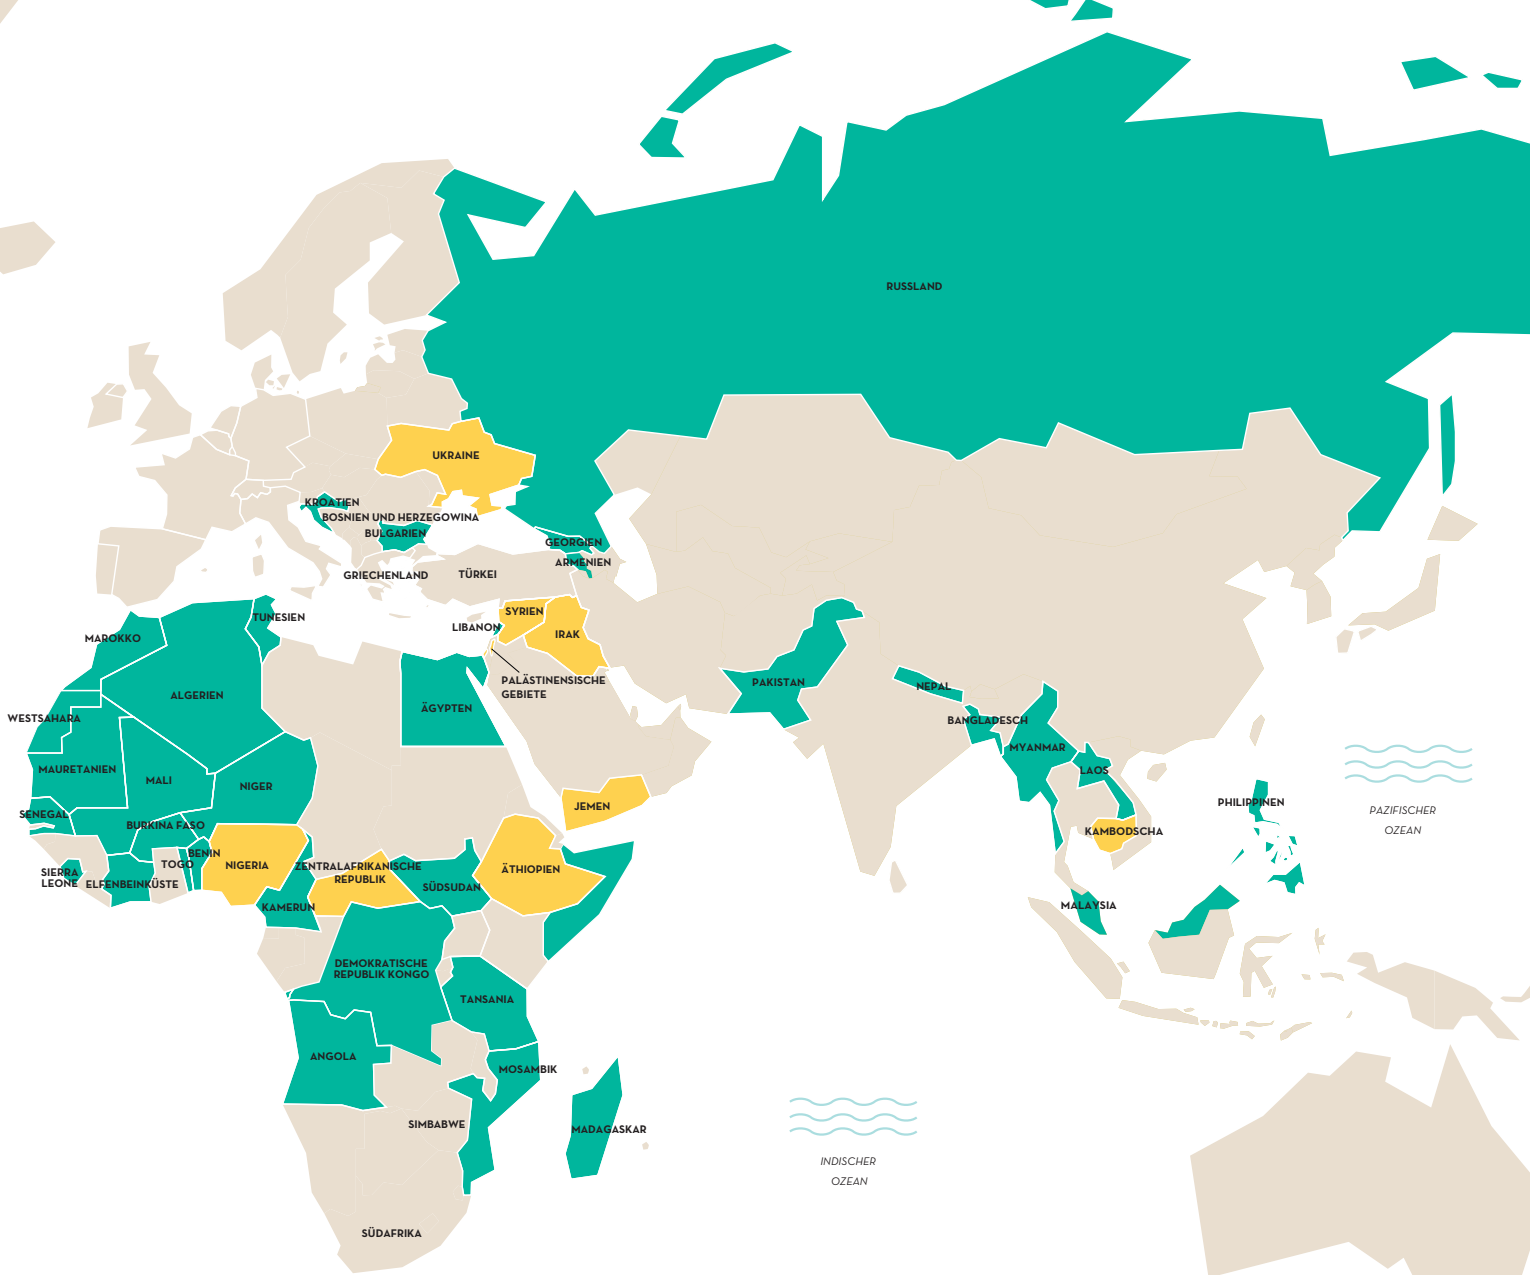 RUSSLAND
UKRAINE
KROATIEN
BOSNIEN UND HERZEGOWINA
BULGARIEN
GEORGIEN
ARMENIEN
GRIECHENLAND
TÜRKEI
SYRIEN
TUNESIEN
LIBANON
IRAK
MAROKKO
PALÄSTINENSISCHE
GEBIETE
PAKISTAN
NEPAL
ALGERIEN
ÄGYPTEN
WESTSAHARA
BANGLADESCH
MYANMAR
MAURETANIEN
MALI
NIGER
LAOS
JEMEN
PHILIPPINEN
PAZIFISCHER
OZEAN
SENEGAL
BURKINA FASO
KAMBODSCHA
BENIN
TOGO
NIGERIA
ZENTRALAFRIKANISCHE
REPUBLIK
ÄTHIOPIEN
SIERRA
LEONE
ELFENBEINKÜSTE
SÜDSUDAN
KAMERUN
MALAYSIA
DEMOKRATISCHE
REPUBLIK KONGO
TANSANIA
ANGOLA
MOSAMBIK
SIMBABWE
MADAGASKAR
INDISCHER
OZEAN
SÜDAFRIKA